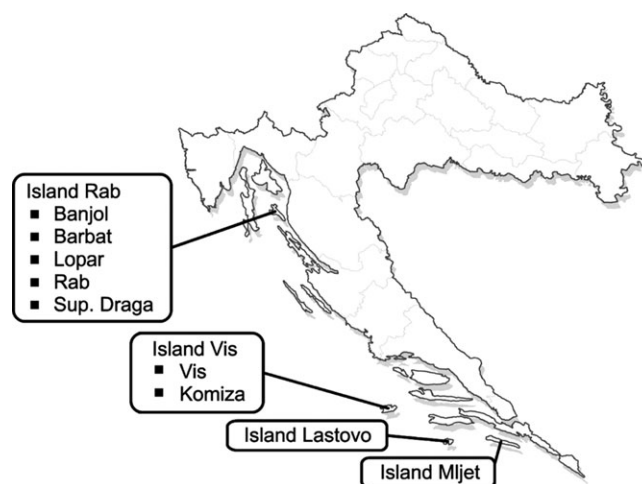 Island Rab
▪ Banjol
▪ Barbat
▪ Lopar
▪ Rab
▪ Sup. Draga
Island Vis
▪ Vis
▪ Komiza
Island Lastovo
Island Mljet